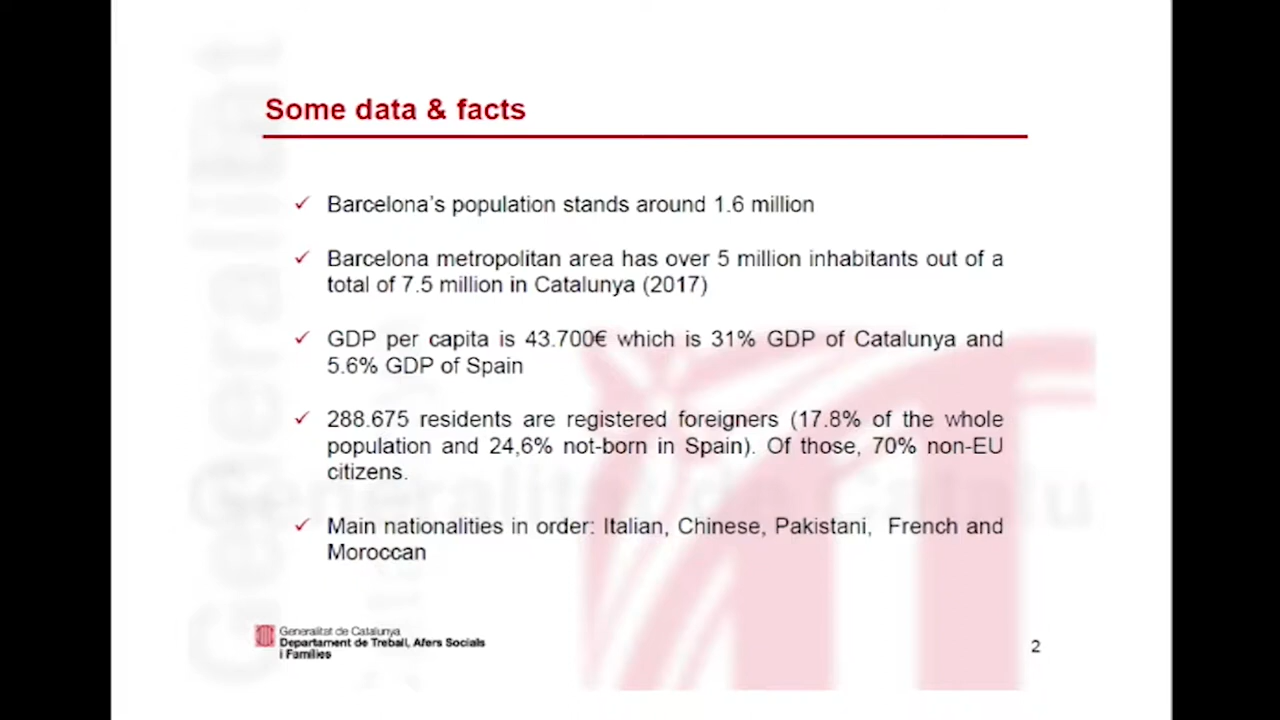 Some data & facts
✓ Barcelona's population stands around 1.6 million
✓ Barcelona metropolitan area has over 5 million inhabitants out of a
total of 7.5 million in Catalunya (2017)
✓ GDP per capita is 43.700€ which is 31% GDP of Catalunya and
5.6% GDP of Spain
✓ 288.675 residents are registered foreigners (17.8% of the whole
population and 24,6% not-born in Spain). Of those, 70% non-EU
citizens.
✓ Main nationalities in order: Italian, Chinese, Pakistani, French and
Moroccan
Generalitat de Catalunya
Departament de Treball, Afers Socials
i Famílies
2